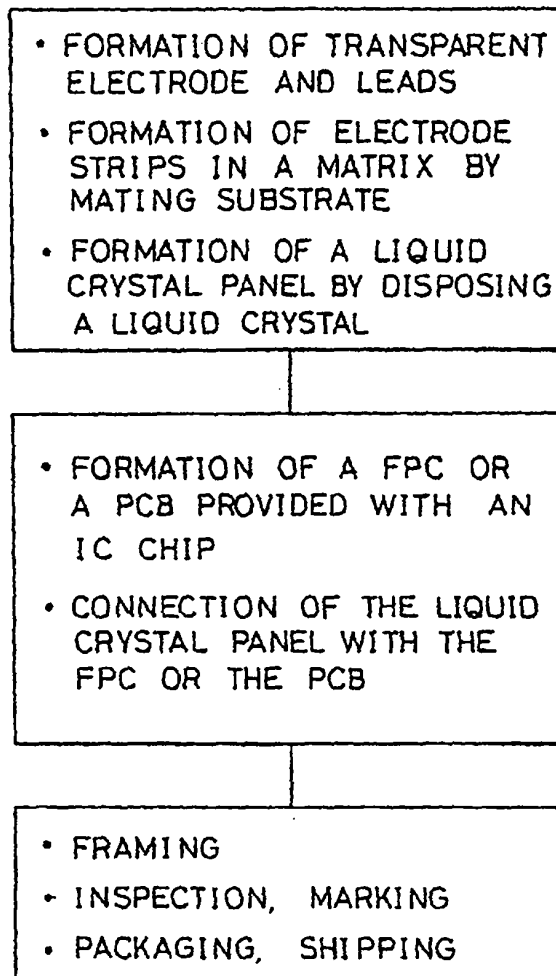 • FORMATION OF TRANSPARENT
ELECTRODE AND LEADS
• FORMATION OF ELECTRODE
STRIPS IN A MATRIX BY
MATING SUBSTRATE
• FORMATION OF A LIQUID
CRYSTAL PANEL BY DISPOSING
A LIQUID CRYSTAL
• FORMATION OF A FPC OR
A PCB PROVIDED WITH AN
IC CHIP
• CONNECTION OF THE LIQUID
CRYSTAL PANEL WITH THE
FPC OR THE PCB
• FRAMING
• INSPECTION, MARKING
• PACKAGING, SHIPPING